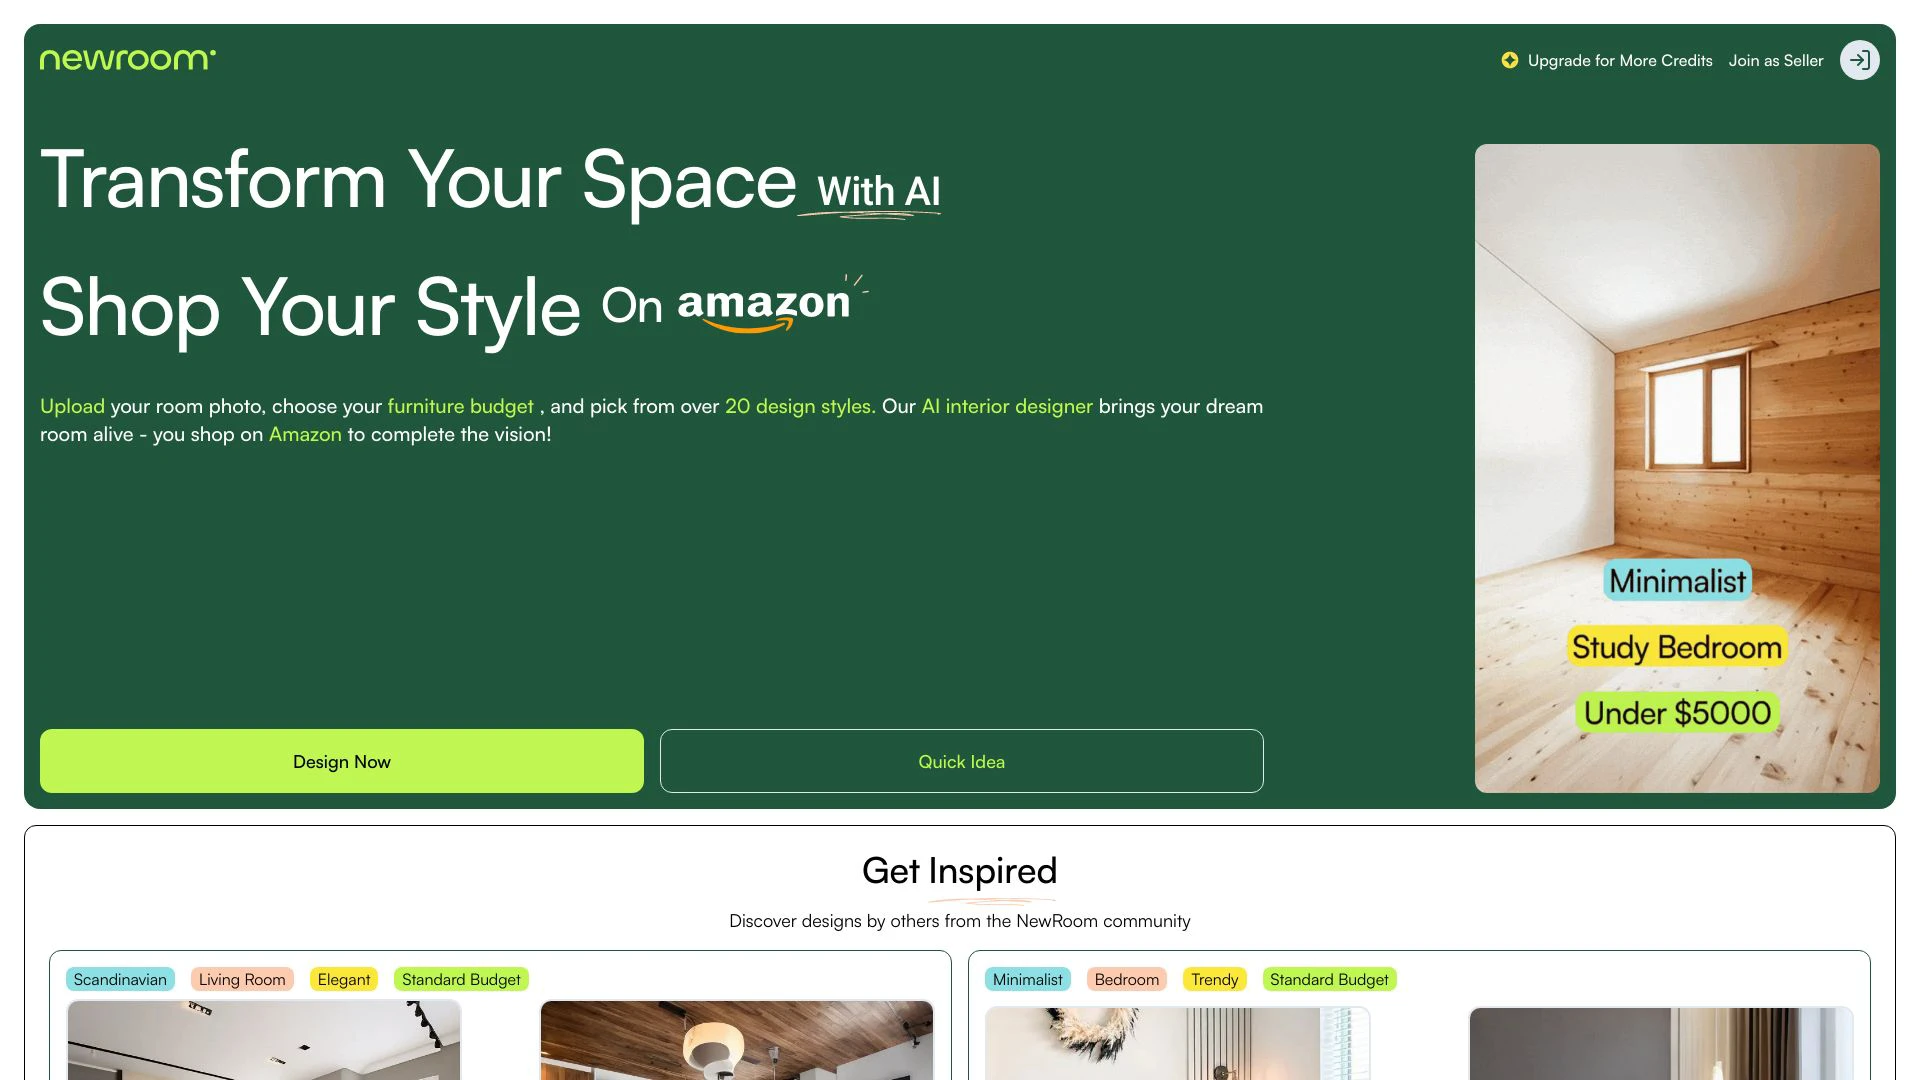 newroom
Upgrade for More Credits
Join as Seller
Transform Your Space With AI
Shop Your Style On amazon
Upload your room photo, choose your furniture budget , and pick from over 20 design styles. Our AI interior designer brings your dream
room alive - you shop on Amazon to complete the vision!
Minimalist
Study Bedroom
Under $5000
Design Now
Quick Idea
Get Inspired
Discover designs by others from the NewRoom community
Scandinavian Living Room Elegant Standard Budget
Minimalist Bedroom Trendy Standard Budget